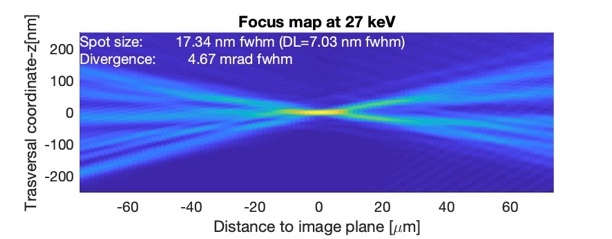 Focus map at 27 keV
Spot size: 17.34 nm fwhm (DL=7.03 nm fwhm)
Divergence: 4.67 mrad fwhm
Trasversal coordinate-z[nm]
200
100
0
-100
-200
-60 -40 -20 0 20 40 60
Distance to image plane [μm]